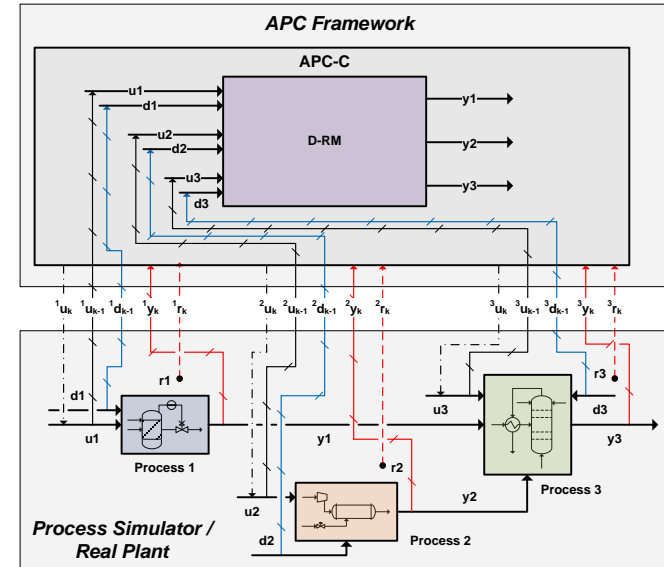 APC Framework
APC-C
u1
d1
u2
d2
u3
d3
D-RM
y1
y2
y3
¹uₖ ¹uₖ₋₁ ¹dₖ₋₁ ¹yₖ ¹rₖ ²uₖ ²uₖ₋₁ ²dₖ₋₁ ²yₖ ²rₖ ³uₖ ³uₖ₋₁ ³dₖ₋₁ ³yₖ ³rₖ
r1
r3
d1
u3
d3
u1
y1
y3
Process 1
r2
Process 3
u2
y2
Process Simulator /
Real Plant
d2
Process 2